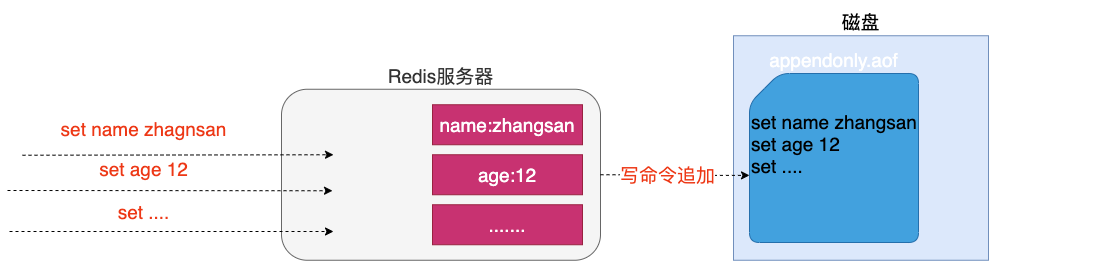 磁盘
appendonly.aof
Redis服务器
set name zhagnsan
set age 12
set ....
name:zhangsan
age:12
.......
写命令追加
set name zhangsan
set age 12
set ....